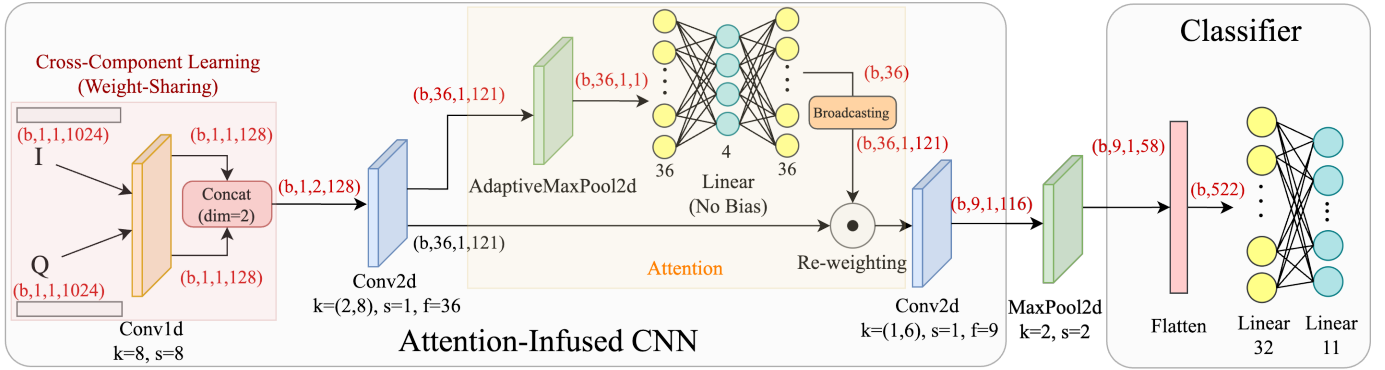 Cross-Component Learning
(Weight-Sharing)
(b,1,1,1024)
I
Q
(b,1,1,1024)
Conv1d
k=8, s=8
(b,1,1,128)
Concat
(dim=2)
(b,1,1,128)
(b,1,2,128)
Conv2d
k=(2,8), s=1, f=36
(b,36,1,121)
(b,36,1,121)
AdaptiveMaxPool2d
(b,36,1,1)
36
4
36
Linear
(No Bias)
(b,36)
Broadcasting
(b,36,1,121)
Re-weighting
Attention
Conv2d
k=(1,6), s=1, f=9
Attention-Infused CNN
(b,9,1,116)
MaxPool2d
k=2, s=2
(b,9,1,58)
Classifier
Flatten
(b,522)
Linear
32
Linear
11